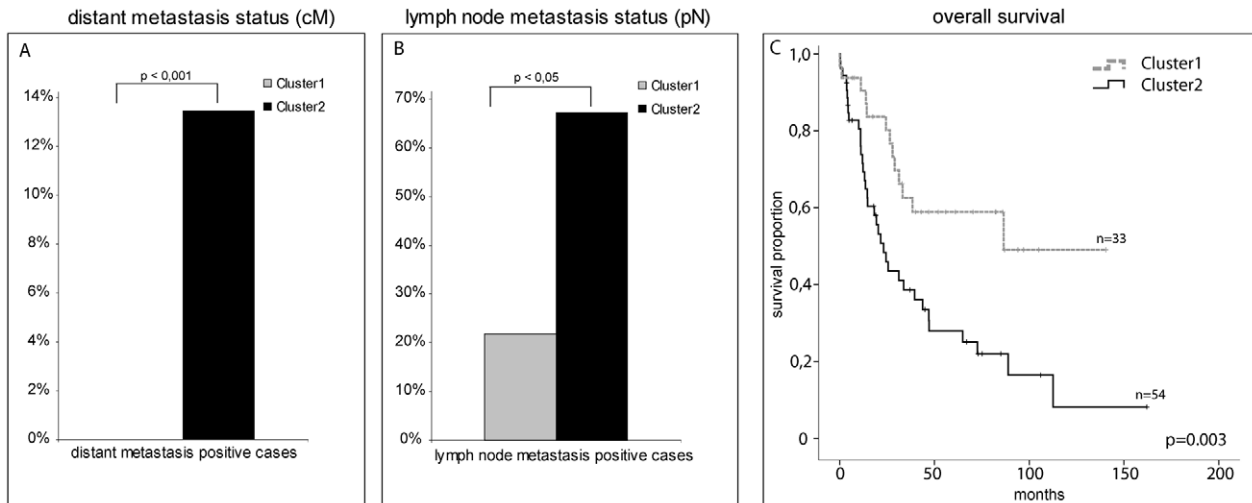 distant metastasis status (cM)
A
p < 0,001
Cluster1
Cluster2
14%
12%
10%
8%
6%
4%
2%
0%
distant metastasis positive cases
lymph node metastasis status (pN)
B
p < 0,05
Cluster1
Cluster2
70%
60%
50%
40%
30%
20%
10%
0%
lymph node metastasis positive cases
overall survival
C
Cluster1
Cluster2
survival proportion
1,0
0,8
0,6
0,4
0,2
0
n=33
n=54
p=0.003
0 50 100 150 200
months